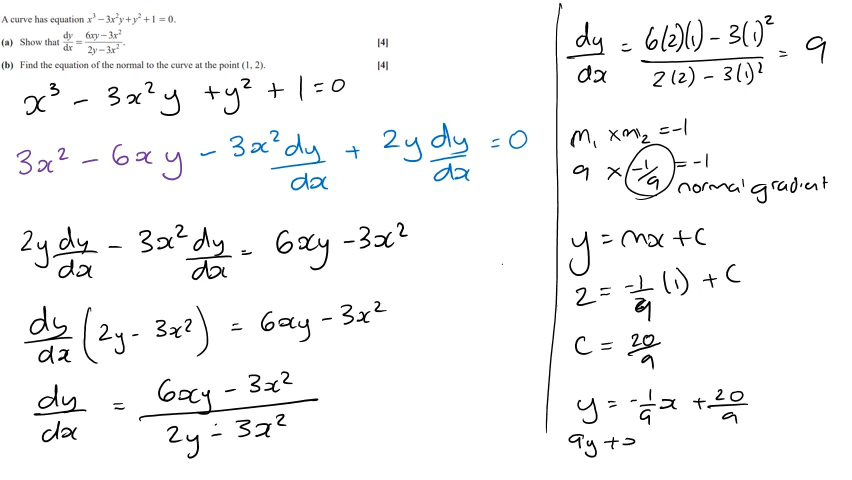 A curve has equation x³ − 3x²y + y² + 1 = 0.
(a) Show that dy/dx = (6xy − 3x²)/(2y − 3x²). [4]
(b) Find the equation of the normal to the curve at the point (1, 2). [4]
x³ − 3x²y + y² + 1 = 0
3x² − 6xy − 3x² dy/dx + 2y dy/dx = 0
2y dy/dx − 3x² dy/dx = 6xy − 3x²
dy/dx (2y − 3x²) = 6xy − 3x²
dy/dx = (6xy − 3x²)/(2y − 3x²)
dy/dx = (6(2)(1) − 3(1)²)/(2(2) − 3(1)²) = 9
m₁ × m₂ = −1
9 × −1/9 = −1
normal gradient
y = mx + c
2 = −1/9 (1) + c
c = 20/9
y = −1/9 x + 20/9
9y +